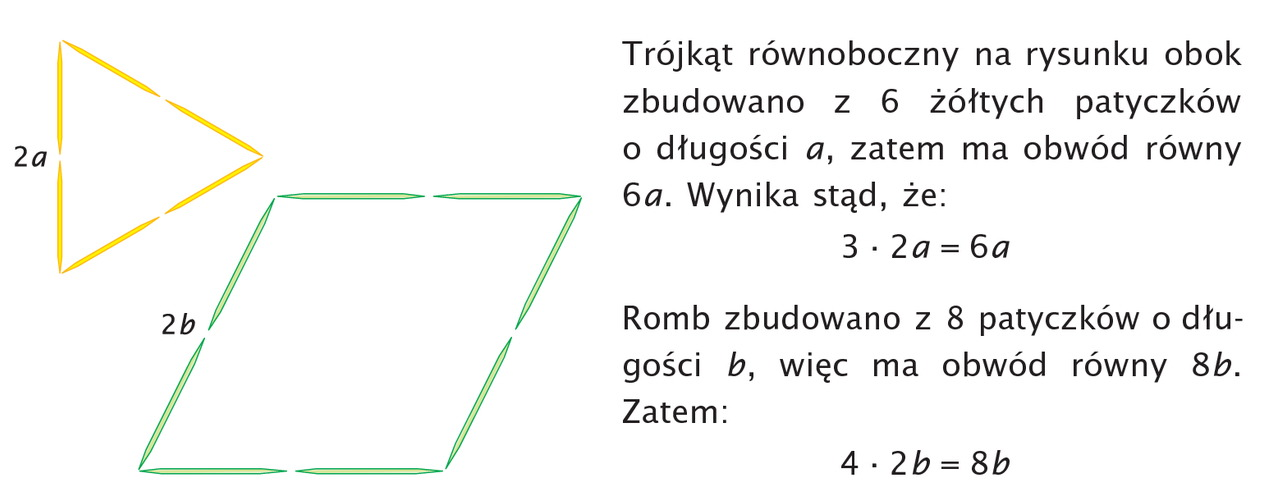 2a
2b
Trójkąt równoboczny na rysunku obok
zbudowano z 6 żółtych patyczków
o długości a, zatem ma obwód równy
6a. Wynika stąd, że:
3 · 2a = 6a
Romb zbudowano z 8 patyczków o dłu-
gości b, więc ma obwód równy 8b.
Zatem:
4 · 2b = 8b